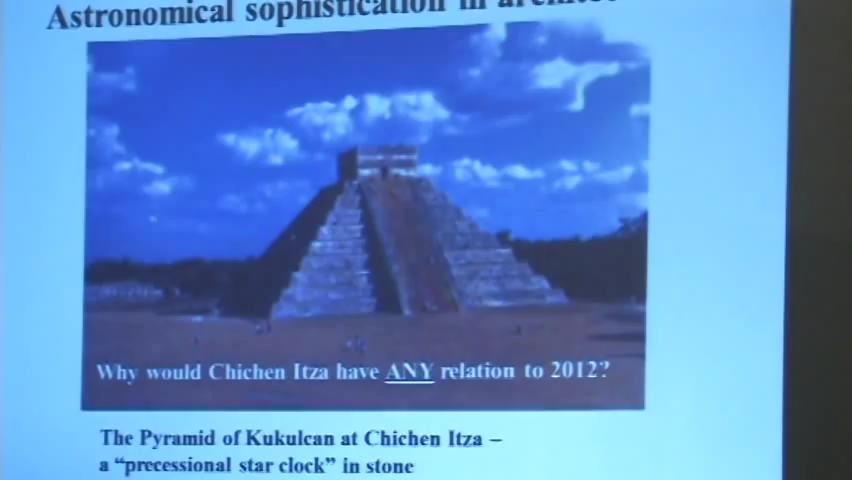 Astronomical sophistication in
Why would Chichen Itza have ANY relation to 2012?
The Pyramid of Kukulcan at Chichen Itza –
a “precessional star clock” in stone